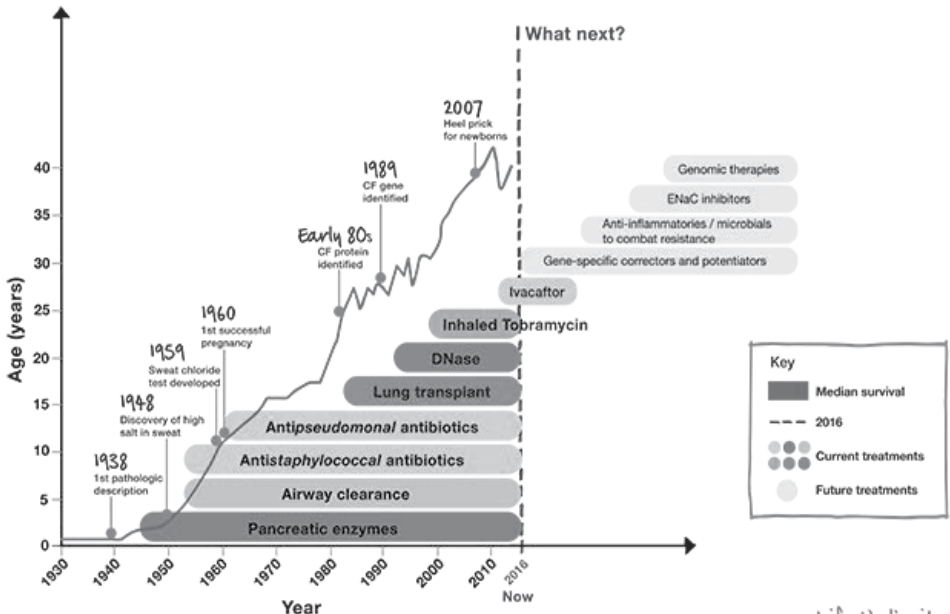 What next?
2007
Heel prick
for newborns
1989
CF gene
identified
Early 80s
CF protein
identified
1960
1st successful
pregnancy
1959
Sweat chloride
test developed
1948
Discovery of high
salt in sweat
1938
1st pathologic
description
Age (years)
40
35
30
25
20
15
10
5
0
Genomic therapies
ENaC inhibitors
Anti-inflammatories / microbials
to combat resistance
Gene-specific correctors and potentiators
Ivacaftor
Inhaled Tobramycin
DNase
Lung transplant
Antipseudomonal antibiotics
Antistaphylococcal antibiotics
Airway clearance
Pancreatic enzymes
1930
1940
1950
1960
1970
1980
1990
2000
2010
2016
Now
Year
Key
Median survival
2016
Current treatments
Future treatments